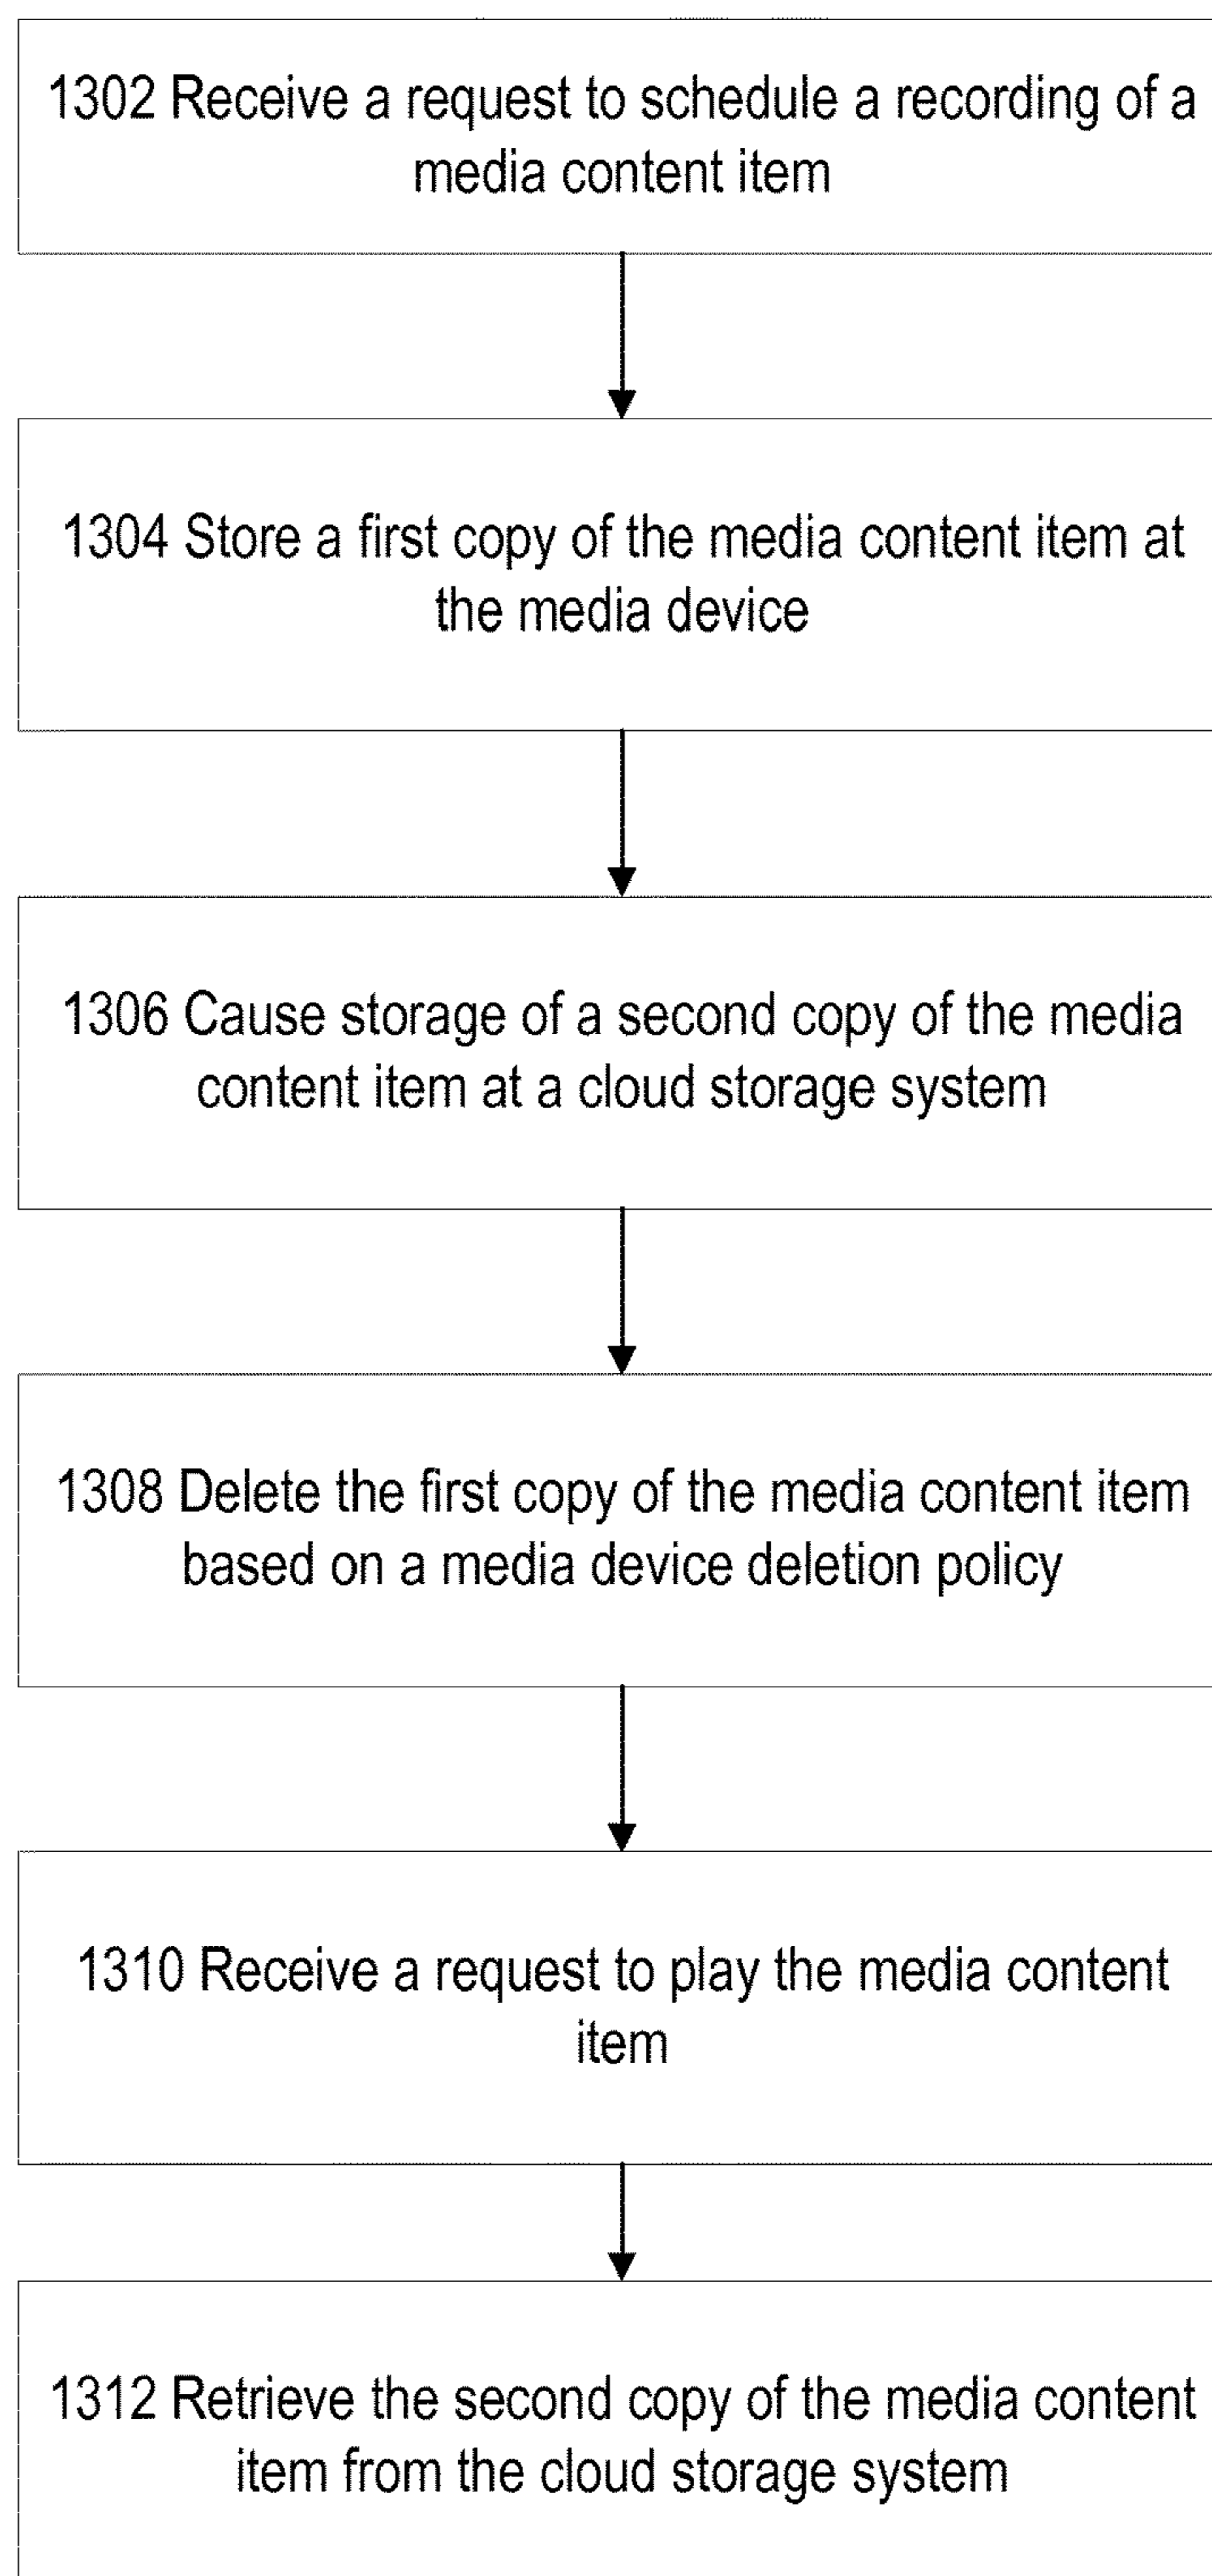 1302 Receive a request to schedule a recording of a
media content item
1304 Store a first copy of the media content item at
the media device
1306 Cause storage of a second copy of the media
content item at a cloud storage system
1308 Delete the first copy of the media content item
based on a media device deletion policy
1310 Receive a request to play the media content
item
1312 Retrieve the second copy of the media content
item from the cloud storage system